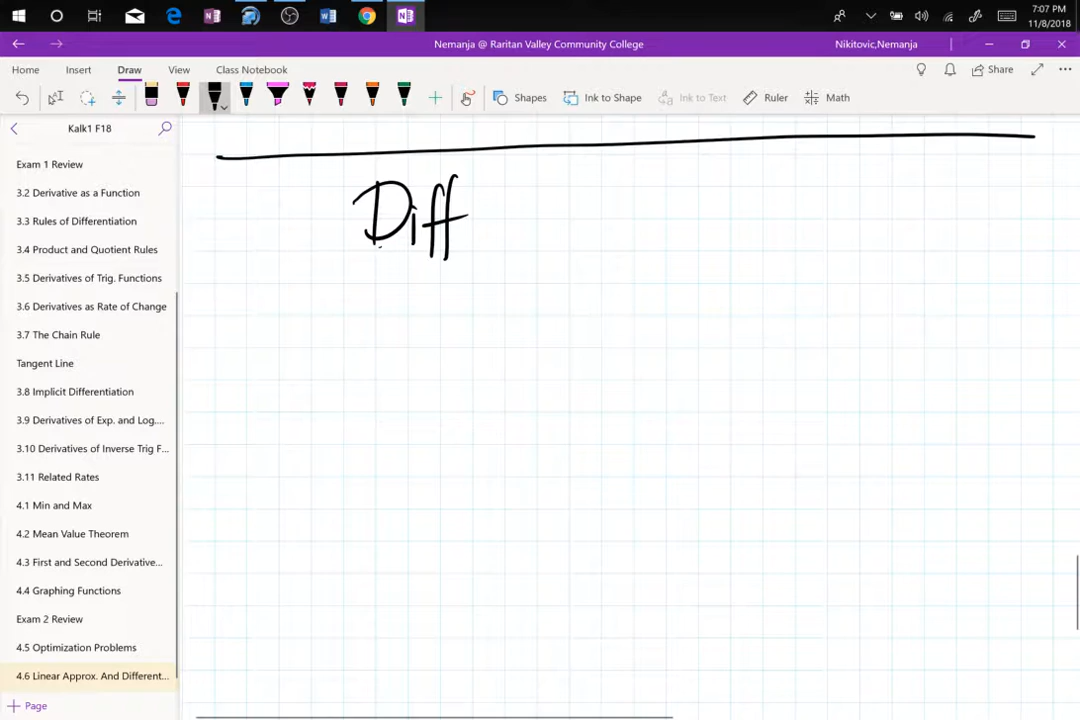 7:07 PM
11/8/2018
Nemanja @ Raritan Valley Community College
Nikitovic,Nemanja
Home Insert Draw View Class Notebook
Share
Shapes Ink to Shape Ink to Text Ruler Math
Kalk1 F18
Exam 1 Review
3.2 Derivative as a Function
3.3 Rules of Differentiation
3.4 Product and Quotient Rules
3.5 Derivatives of Trig. Functions
3.6 Derivatives as Rate of Change
3.7 The Chain Rule
Tangent Line
3.8 Implicit Differentiation
3.9 Derivatives of Exp. and Log....
3.10 Derivatives of Inverse Trig F...
3.11 Related Rates
4.1 Min and Max
4.2 Mean Value Theorem
4.3 First and Second Derivative...
4.4 Graphing Functions
Exam 2 Review
4.5 Optimization Problems
4.6 Linear Approx. And Different...
Page
Diff